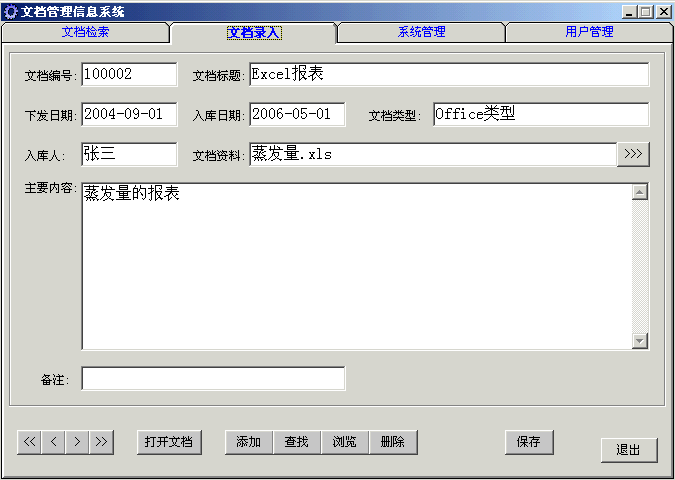 文档管理信息系统
文档检索 文档录入 系统管理 用户管理
文档编号: 100002 文档标题: Excel报表
下发日期: 2004-09-01 入库日期: 2006-05-01 文档类型: Office类型
入库人: 张三 文档资料: 蒸发量.xls >>>
主要内容: 蒸发量的报表
备注:
<< < > >> 打开文档 添加 查找 浏览 删除 保存 退出